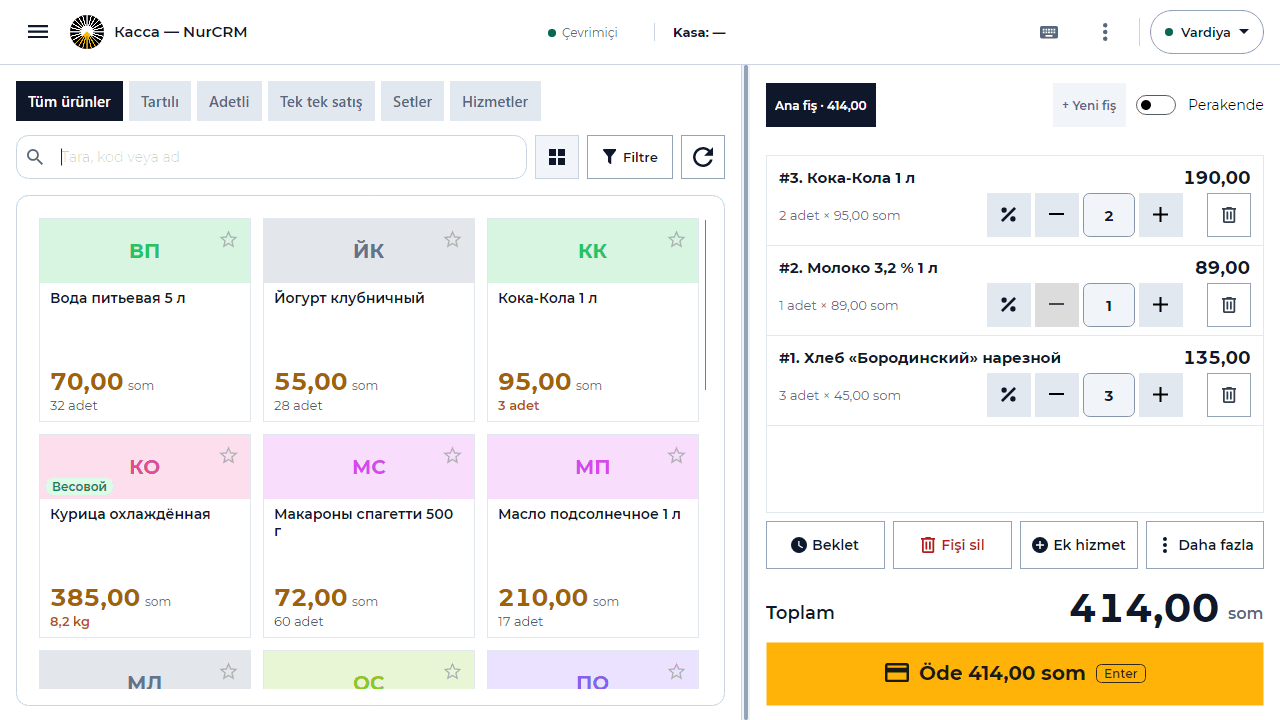 Касса — NurCRM
Çevrimiçi
Kasa: —
Vardiya
Tüm ürünler
Tartılı
Adetli
Tek tek satış
Setler
Hizmetler
Tara, kod veya ad
Filtre
ВП
Вода питьевая 5 л
70,00 som
32 adet
ЙК
Йогурт клубничный
55,00 som
28 adet
КК
Кока-Кола 1 л
95,00 som
3 adet
КО
Весовой
Курица охлаждённая
385,00 som
8,2 kg
МС
Макароны спагетти 500
г
72,00 som
60 adet
МП
Масло подсолнечное 1 л
210,00 som
17 adet
МЛ
ОС
ПО
Ana fiş · 414,00
+ Yeni fiş
Perakende
#3. Кока-Кола 1 л
190,00
2 adet × 95,00 som
2
#2. Молоко 3,2 % 1 л
89,00
1 adet × 89,00 som
1
#1. Хлеб «Бородинский» нарезной
135,00
3 adet × 45,00 som
3
Beklet
Fişi sil
Ek hizmet
Daha fazla
Toplam
414,00 som
Öde 414,00 som
Enter